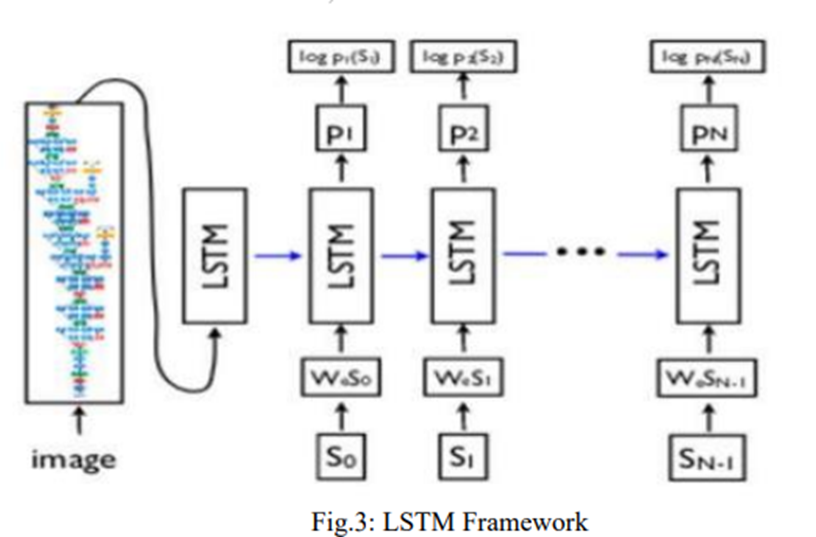 log p₁(S₁) log p₂(S₂) log pN(SN)
p1 p2 pN
LSTM LSTM LSTM LSTM
WeS0 WeS1 WeSN-1
image S0 S1 SN-1
Fig.3: LSTM Framework